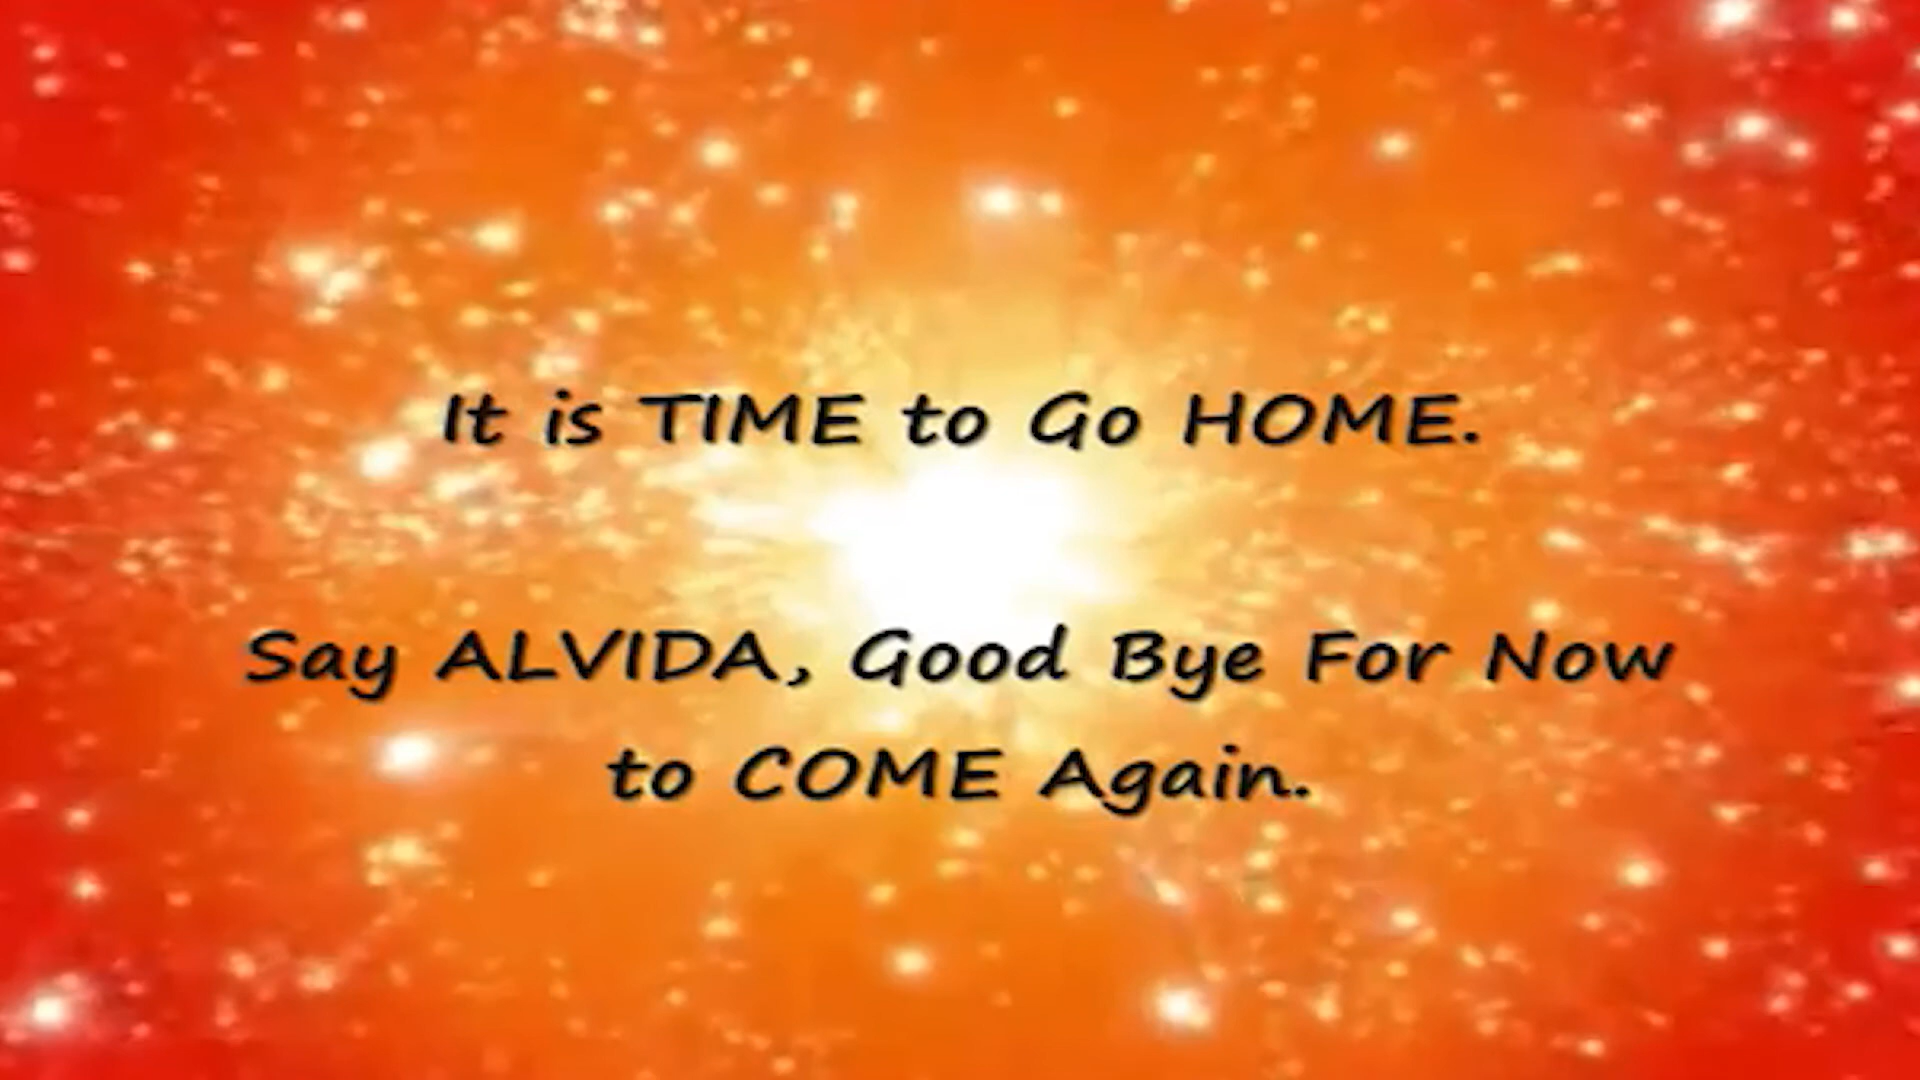 It is TIME to Go HOME.
Say ALVIDA, Good Bye For Now
to COME Again.